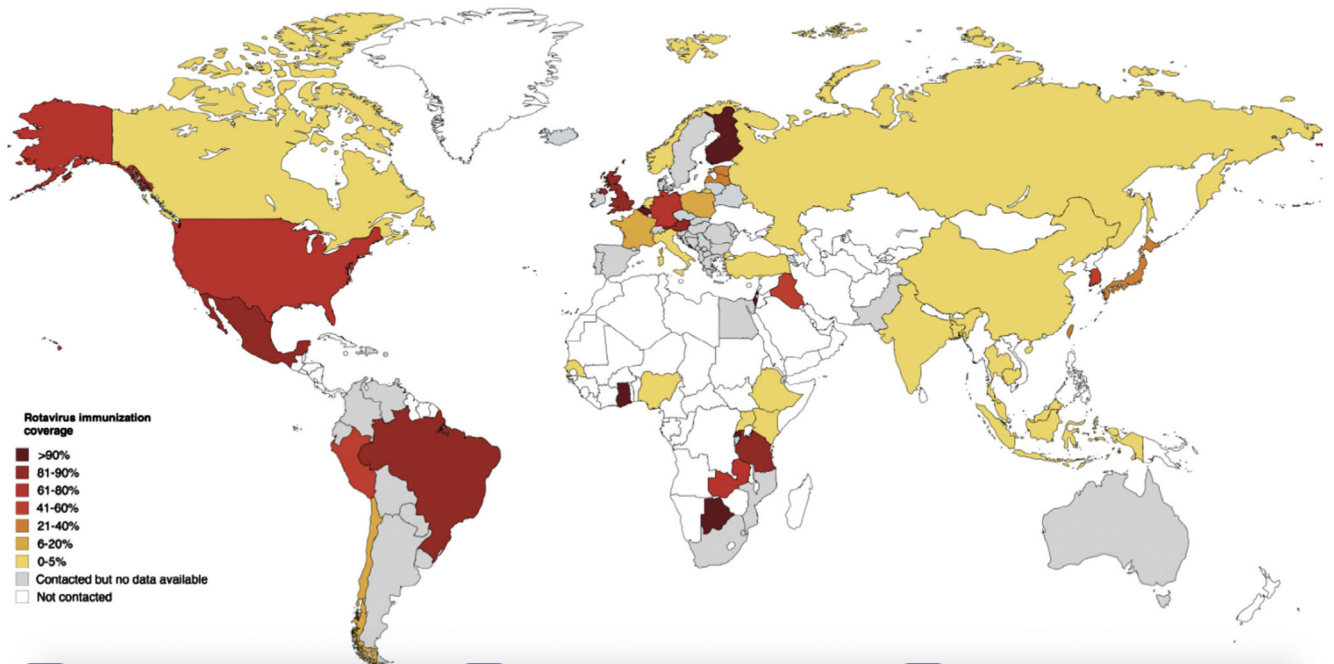 Rotavirus immunization
coverage
>90%
81-90%
61-80%
41-60%
21-40%
6-20%
0-5%
Contacted but no data available
Not contacted